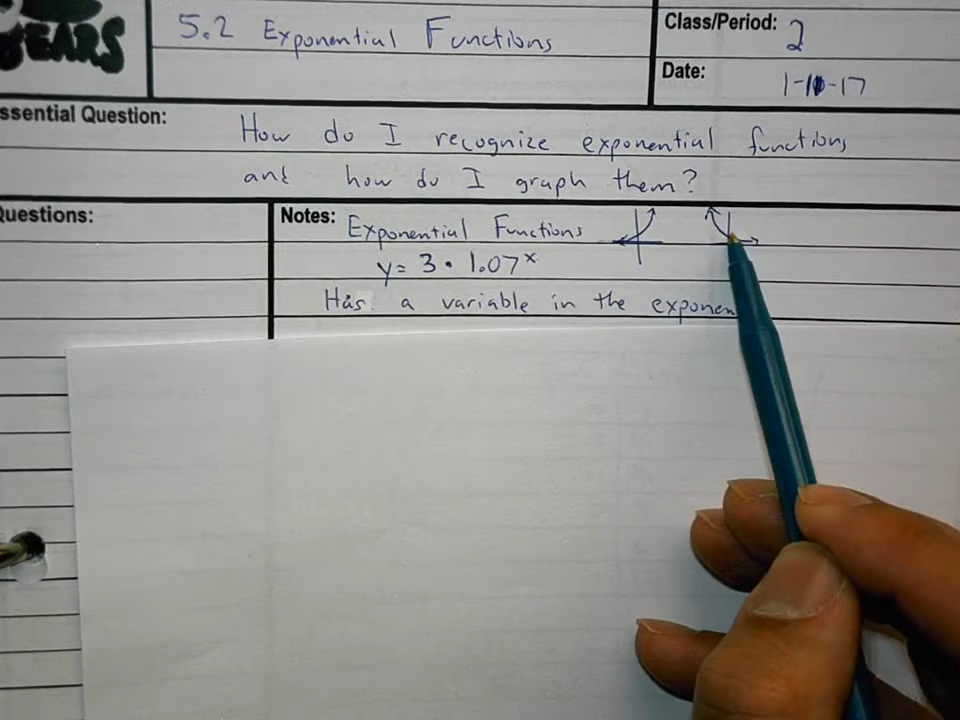 EARS
5.2 Exponential Functions
Class/Period: 2
Date: 1-10-17
ssential Question:
How do I recognize exponential functions
and how do I graph them?
Questions:
Notes: Exponential Functions
y = 3 • 1.07ˣ
Has a variable in the exponen